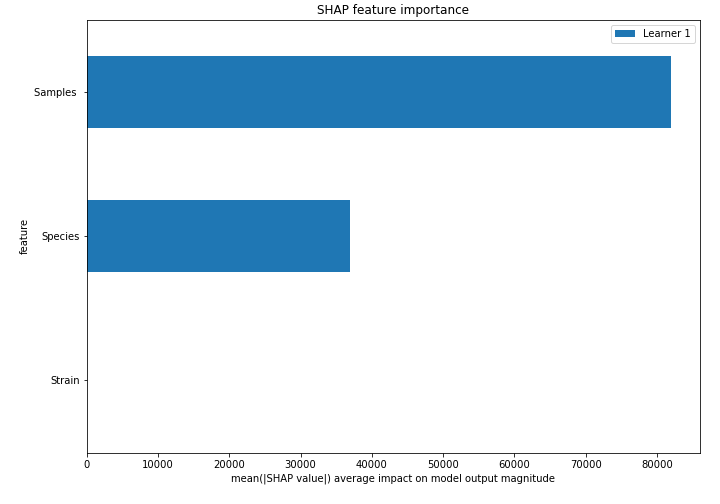 SHAP feature importance
Learner 1
Samples
Species
Strain
feature
0 10000 20000 30000 40000 50000 60000 70000 80000
mean(|SHAP value|) average impact on model output magnitude